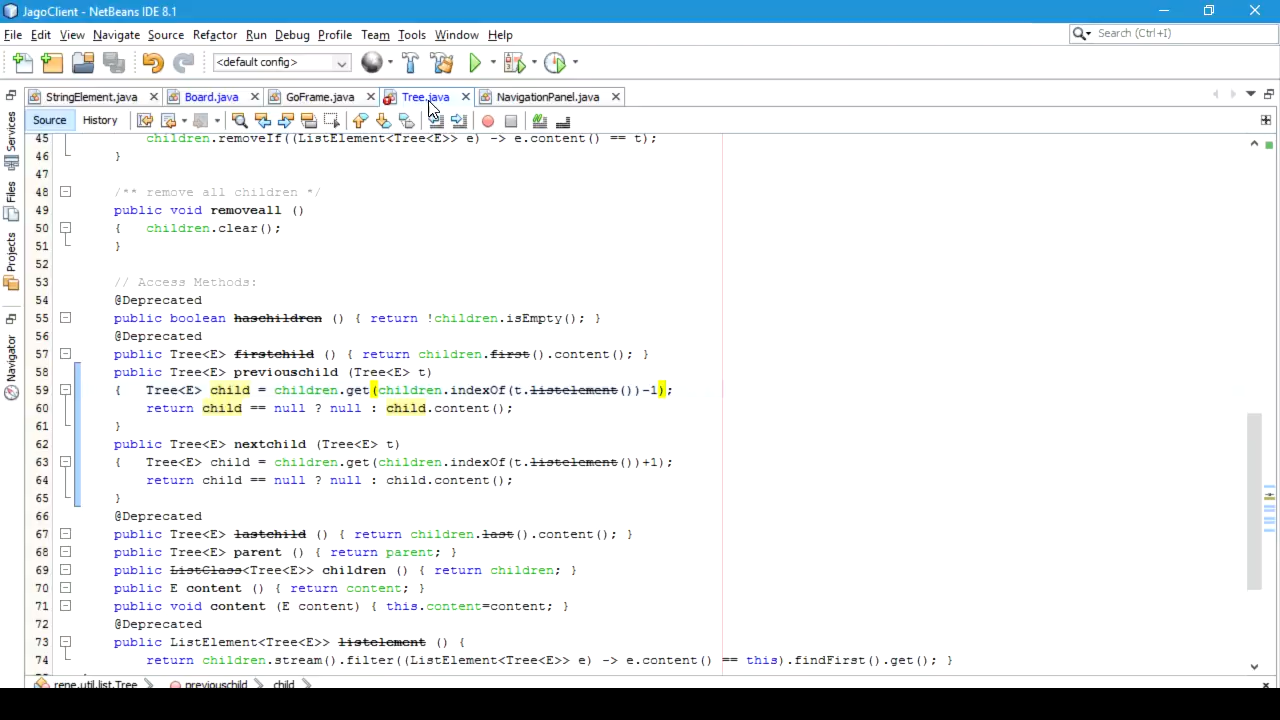 JagoClient - NetBeans IDE 8.1
File Edit View Navigate Source Refactor Run Debug Profile Team Tools Window Help
Search (Ctrl+I)
<default config>
StringElement.java Board.java GoFrame.java Tree.java NavigationPanel.java
Source History
Services
Files
Projects
Navigator
45 children.removeIf((ListElement<Tree<E>> e) -> e.content() == t);
46 }
47
48 /** remove all children */
49 public void removeall ()
50 { children.clear();
51 }
52
53 // Access Methods:
54 @Deprecated
55 public boolean haschildren () { return !children.isEmpty(); }
56 @Deprecated
57 public Tree<E> firstchild () { return children.first().content(); }
58 public Tree<E> previouschild (Tree<E> t)
59 { Tree<E> child = children.get(children.indexOf(t.listelement())-1);
60 return child == null ? null : child.content();
61 }
62 public Tree<E> nextchild (Tree<E> t)
63 { Tree<E> child = children.get(children.indexOf(t.listelement())+1);
64 return child == null ? null : child.content();
65 }
66 @Deprecated
67 public Tree<E> lastchild () { return children.last().content(); }
68 public Tree<E> parent () { return parent; }
69 public ListClass<Tree<E>> children () { return children; }
70 public E content () { return content; }
71 public void content (E content) { this.content=content; }
72 @Deprecated
73 public ListElement<Tree<E>> listelement () {
74 return children.stream().filter((ListElement<Tree<E>> e) -> e.content() == this).findFirst().get(); }
rene.util.list.Tree previouschild child